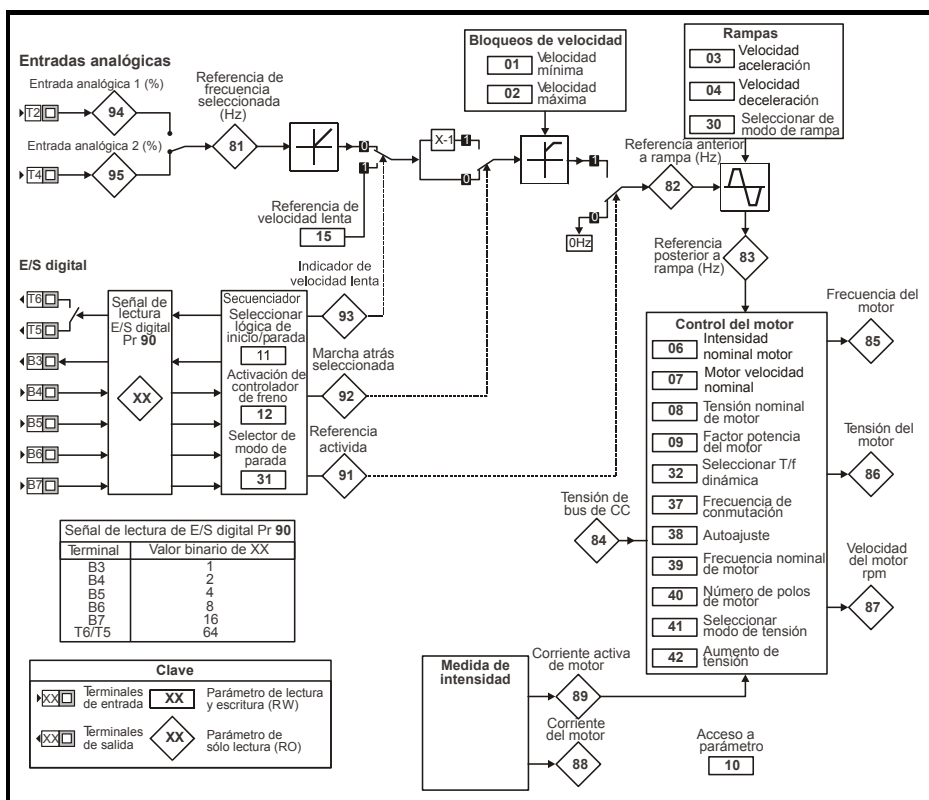 Entradas analógicas
Entrada analógica 1 (%)
T2
94
Entrada analógica 2 (%)
T4
95
Referencia de
frecuencia
seleccionada
(Hz)
81
0
1
Referencia de
velocidad lenta
15
X-1
1
0
Bloqueos de velocidad
01 Velocidad
mínima
02 Velocidad
máxima
1
0
0Hz
Rampas
03 Velocidad
aceleración
04 Velocidad
deceleración
30 Seleccionar de
modo de rampa
Referencia anterior
a rampa (Hz)
82
Referencia
posterior a
rampa (Hz)
83
E/S digital
T6
T5
B3
B4
B5
B6
B7
Señal de
lectura
E/S digital
Pr 90
XX
Secuenciador
Seleccionar
lógica de
inicio/parada
11
Activación de
controlador
de freno
12
Selector de
modo de
parada
31
Indicador de
velocidad lenta
93
Marcha atrás
seleccionada
92
Referencia
activida
91
Control del motor
06 Intensidad
nominal motor
07 Motor velocidad
nominal
08 Tensión nominal
de motor
09 Factor potencia
del motor
32 Seleccionar T/f
dinámica
37 Frecuencia de
conmutación
38 Autoajuste
39 Frecuencia nominal
de motor
40 Número de polos
de motor
41 Seleccionar
modo de tensión
42 Aumento de
tensión
Frecuencia del
motor
85
Tensión del
motor
86
Velocidad
del motor
rpm
87
Tensión de
bus de CC
84
Señal de lectura de E/S digital Pr 90
Terminal Valor binario de XX
B3 1
B4 2
B5 4
B6 8
B7 16
T6/T5 64
Clave
XX Terminales
de entrada
XX Parámetro de lectura
y escritura (RW)
XX Terminales
de salida
XX Parámetro de
sólo lectura (RO)
Medida de
intensidad
Corriente activa
de motor
89
Corriente
del motor
88
Acceso a
parámetro
10